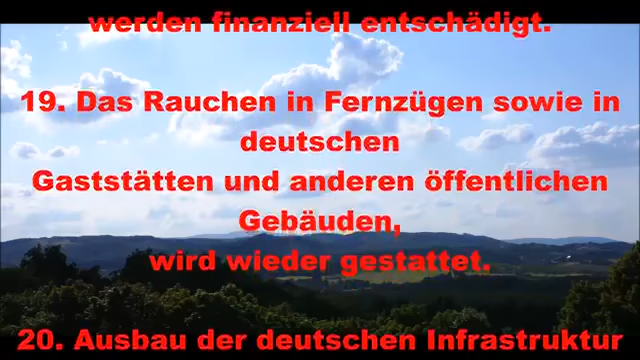 werden finanziell entschädigt.
19. Das Rauchen in Fernzügen sowie in
deutschen
Gaststätten und anderen öffentlichen
Gebäuden,
wird wieder gestattet.
20. Ausbau der deutschen Infrastruktur